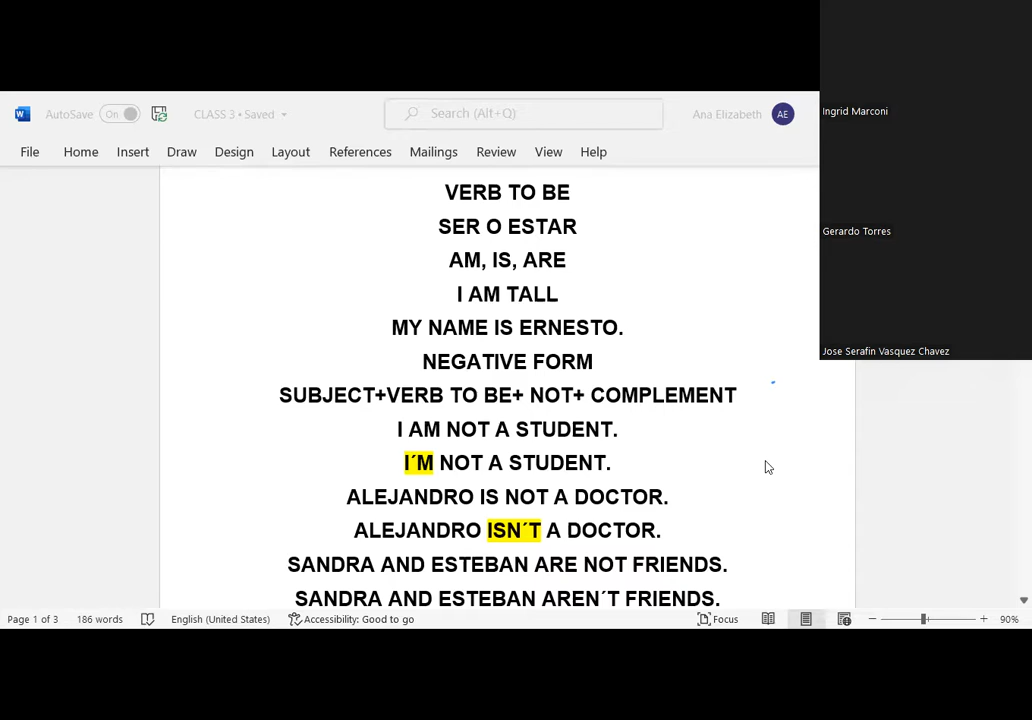 AutoSave On CLASS 3 • Saved Search (Alt+Q) Ana Elizabeth AE
File Home Insert Draw Design Layout References Mailings Review View Help
VERB TO BE
SER O ESTAR
AM, IS, ARE
I AM TALL
MY NAME IS ERNESTO.
NEGATIVE FORM
SUBJECT+VERB TO BE+ NOT+ COMPLEMENT
I AM NOT A STUDENT.
I´M NOT A STUDENT.
ALEJANDRO IS NOT A DOCTOR.
ALEJANDRO ISN´T A DOCTOR.
SANDRA AND ESTEBAN ARE NOT FRIENDS.
SANDRA AND ESTEBAN AREN´T FRIENDS.
Page 1 of 3 186 words English (United States) Accessibility: Good to go Focus 90%
Ingrid Marconi
Gerardo Torres
Jose Serafin Vasquez Chavez